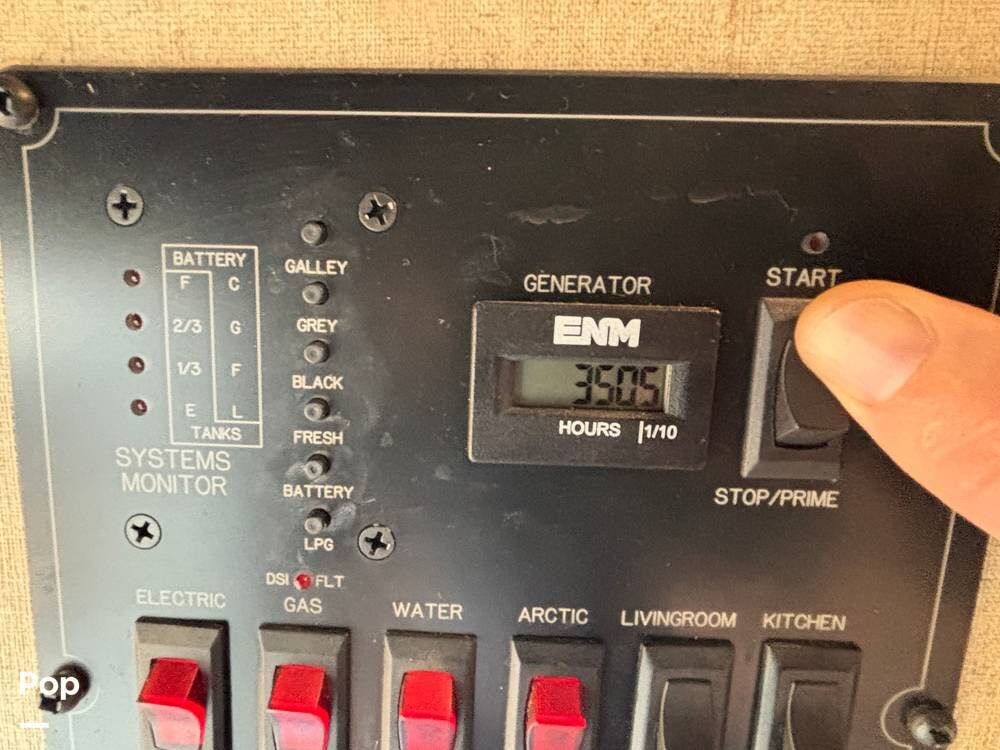 BATTERY
F C
2/3 G
1/3 F
E L
TANKS
SYSTEMS
MONITOR
GALLEY
GREY
BLACK
FRESH
BATTERY
LPG
DSI FLT
GENERATOR
ENM
3505
HOURS 1/10
START
STOP/PRIME
ELECTRIC GAS WATER ARCTIC LIVINGROOM KITCHEN
Pop